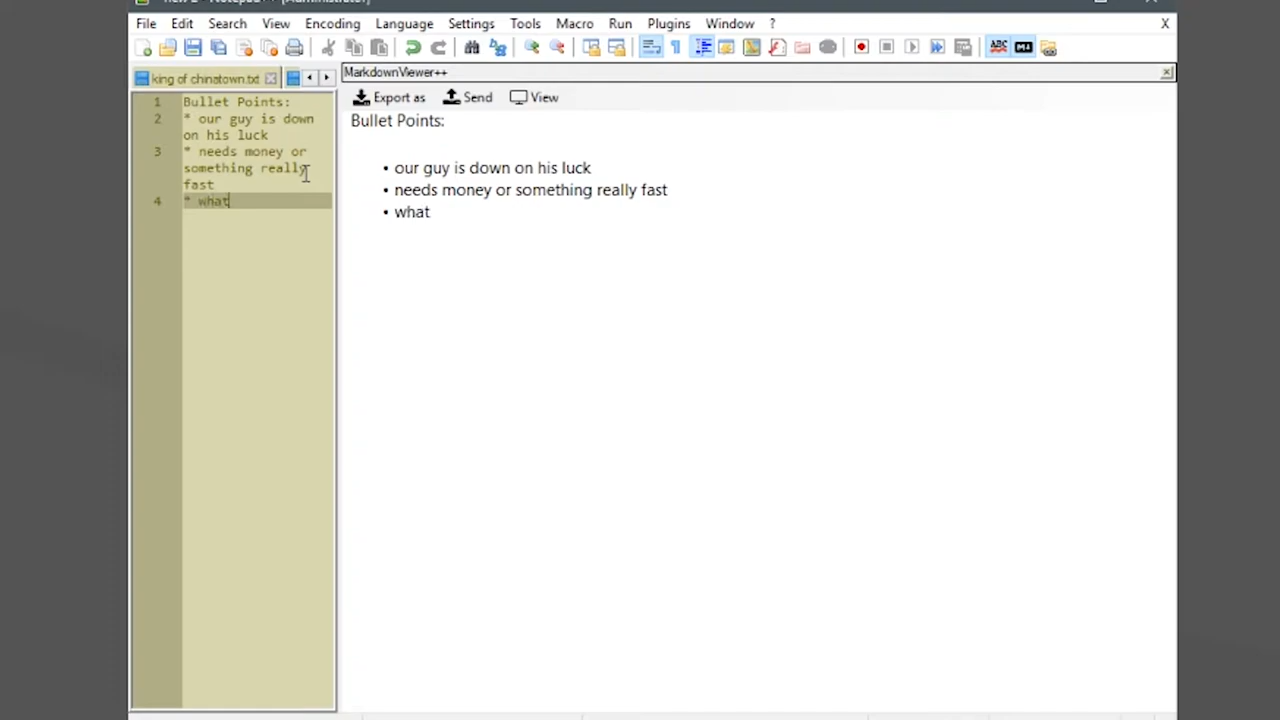 File Edit Search View Encoding Language Settings Tools Macro Run Plugins Window ? X
king of chinatown.txt
MarkdownViewer++
Export as Send View
1 Bullet Points:
2 * our guy is down
on his luck
3 * needs money or
something really
fast
4 * what
Bullet Points:
• our guy is down on his luck
• needs money or something really fast
• what